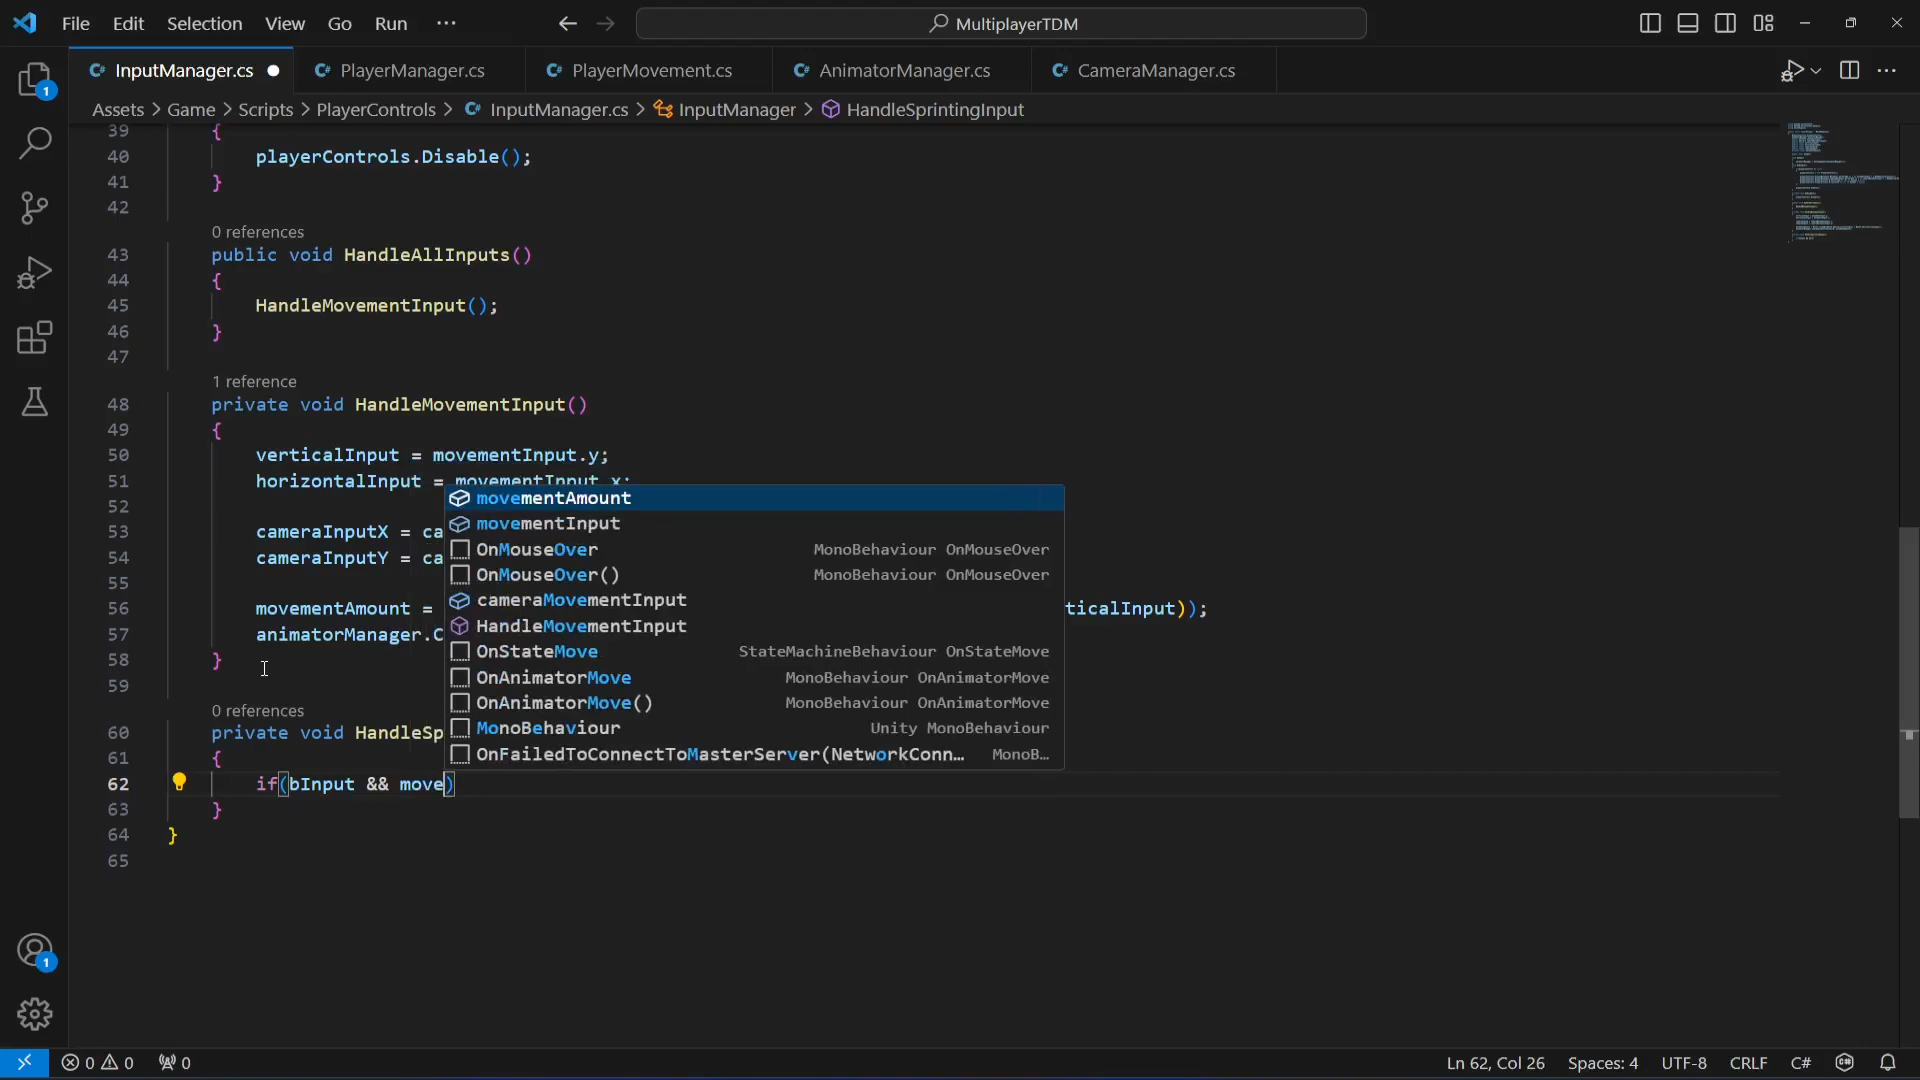 File Edit Selection View Go Run ··· MultiplayerTDM
InputManager.cs PlayerManager.cs PlayerMovement.cs AnimatorManager.cs CameraManager.cs
Assets > Game > Scripts > PlayerControls > InputManager.cs > InputManager > HandleSprintingInput
39 {
40 playerControls.Disable();
41 }
42
0 references
43 public void HandleAllInputs()
44 {
45 HandleMovementInput();
46 }
47
1 reference
48 private void HandleMovementInput()
49 {
50 verticalInput = movementInput.y;
51 horizontalInput = movementInput.x;
movementAmount
52
movementInput
53 cameraInputX = ca
OnMouseOver MonoBehaviour OnMouseOver
54 cameraInputY = ca
OnMouseOver() MonoBehaviour OnMouseOver
55
cameraMovementInput
56 movementAmount = ticalInput));
HandleMovementInput
57 animatorManager.C
OnStateMove StateMachineBehaviour OnStateMove
58 }
OnAnimatorMove MonoBehaviour OnAnimatorMove
59
OnAnimatorMove() MonoBehaviour OnAnimatorMove
0 references
MonoBehaviour Unity MonoBehaviour
60 private void HandleSp
OnFailedToConnectToMasterServer(NetworkConn... MonoB...
61 {
62 if(bInput && move)
63 }
64 }
65
1
1
0 0 0 Ln 62, Col 26 Spaces: 4 UTF-8 CRLF C#